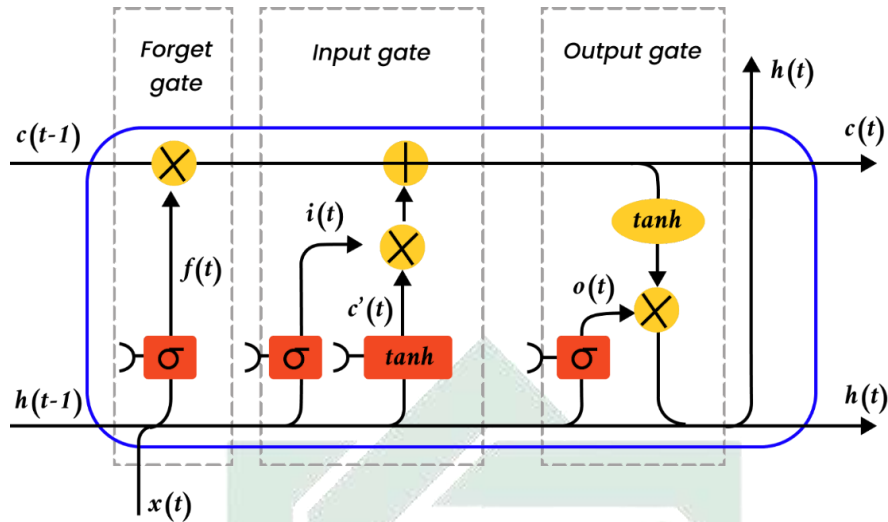 Forget
gate
Input gate
Output gate
h(t)
c(t-1)
c(t)
i(t)
tanh
f(t)
c'(t)
o(t)
σ
σ
tanh
σ
h(t-1)
h(t)
x(t)